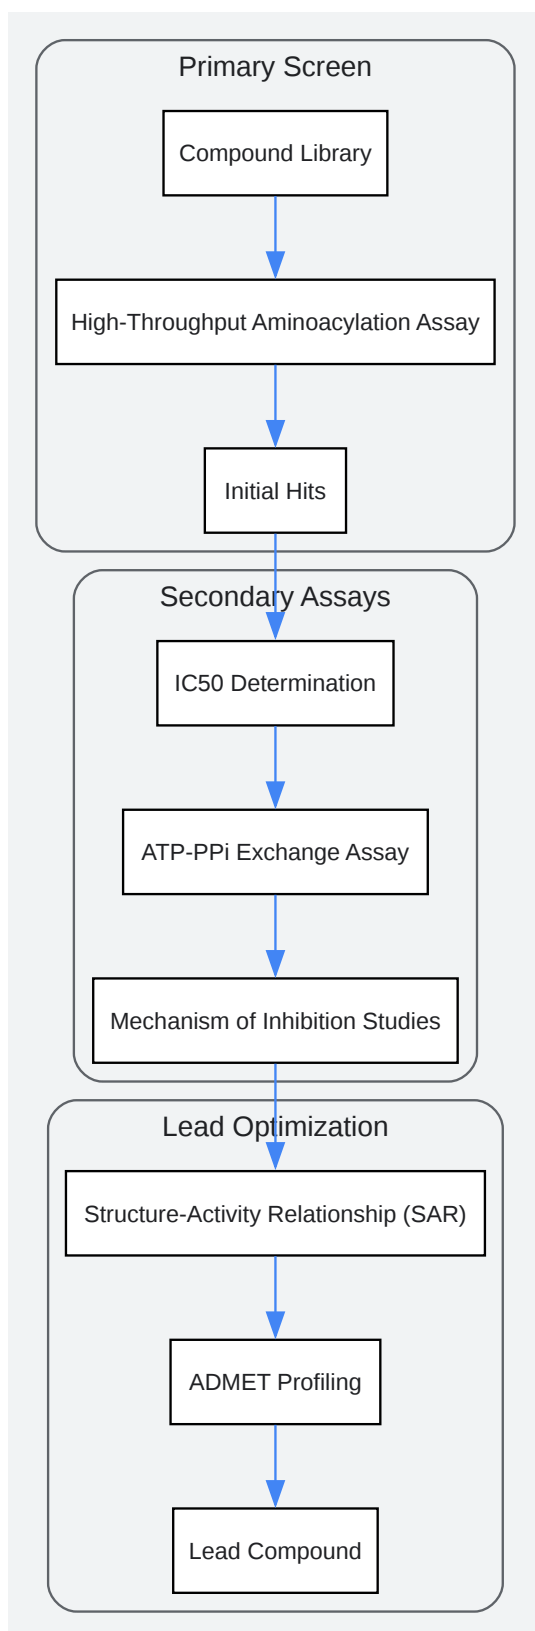 Primary Screen
Compound Library
High-Throughput Aminoacylation Assay
Initial Hits
Secondary Assays
IC50 Determination
ATP-PPi Exchange Assay
Mechanism of Inhibition Studies
Lead Optimization
Structure-Activity Relationship (SAR)
ADMET Profiling
Lead Compound